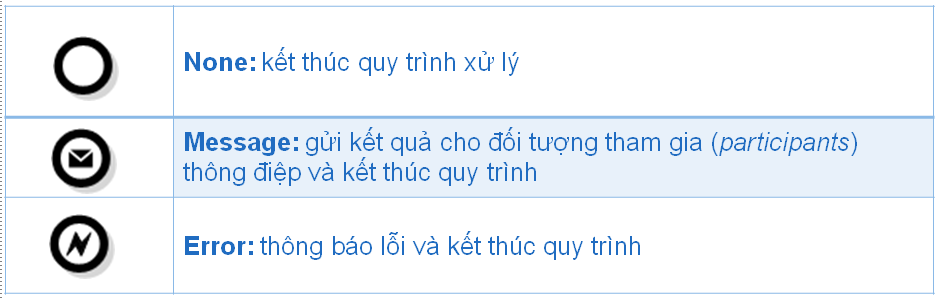 None: kết thúc quy trình xử lý
Message: gửi kết quả cho đối tượng tham gia (participants)
thông điệp và kết thúc quy trình
Error: thông báo lỗi và kết thúc quy trình